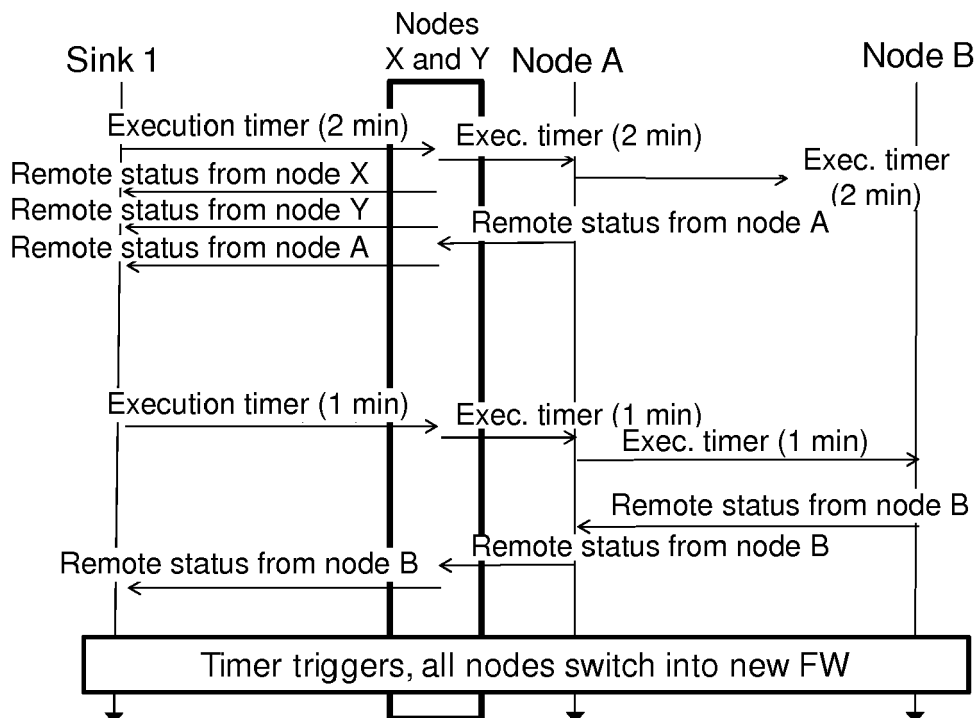 Nodes
X and Y
Sink 1
Node A
Node B
Execution timer (2 min)
Exec. timer (2 min)
Exec. timer
(2 min)
Remote status from node X
Remote status from node Y
Remote status from node A
Remote status from node A
Execution timer (1 min)
Exec. timer (1 min)
Exec. timer (1 min)
Remote status from node B
Remote status from node B
Remote status from node B
Timer triggers, all nodes switch into new FW